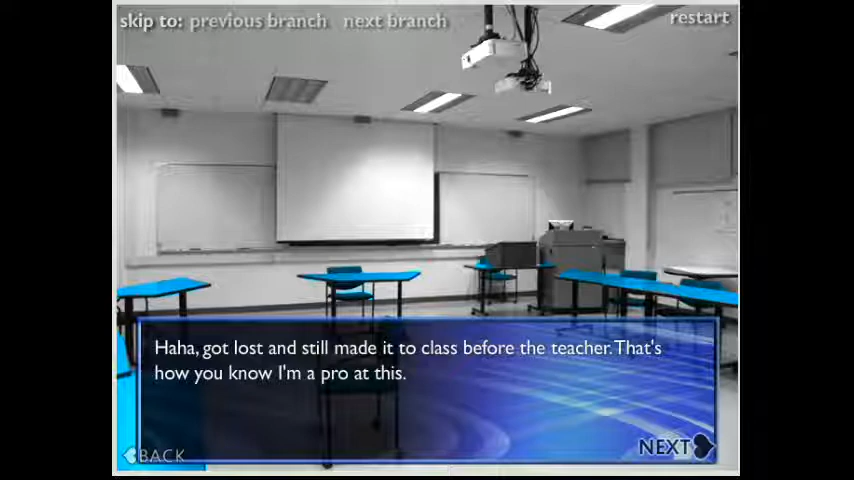 skip to: previous branch next branch
restart
Haha, got lost and still made it to class before the teacher. That's
how you know I'm a pro at this.
NEXT
BACK